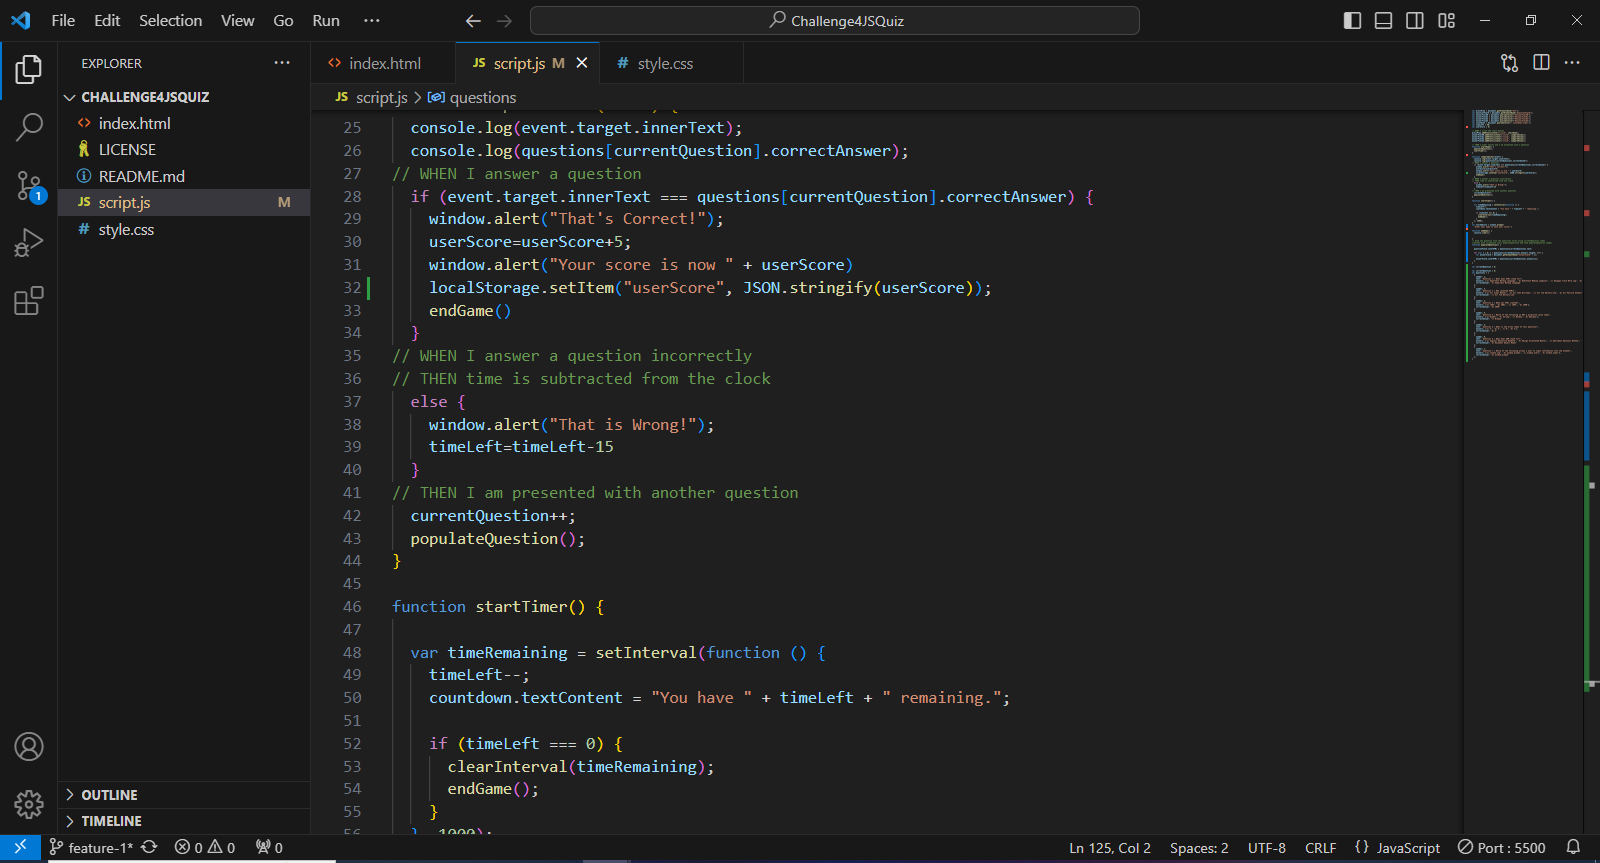 File Edit Selection View Go Run ···
Challenge4JSQuiz
EXPLORER ···
CHALLENGE4JSQUIZ
index.html
LICENSE
README.md
script.js M
style.css
OUTLINE
TIMELINE
index.html
JS script.js M
# style.css
JS script.js > questions
25 console.log(event.target.innerText);
26 console.log(questions[currentQuestion].correctAnswer);
27 // WHEN I answer a question
28 if (event.target.innerText === questions[currentQuestion].correctAnswer) {
29 window.alert("That's Correct!");
30 userScore=userScore+5;
31 window.alert("Your score is now " + userScore)
32 localStorage.setItem("userScore", JSON.stringify(userScore));
33 endGame()
34 }
35 // WHEN I answer a question incorrectly
36 // THEN time is subtracted from the clock
37 else {
38 window.alert("That is Wrong!");
39 timeLeft=timeLeft-15
40 }
41 // THEN I am presented with another question
42 currentQuestion++;
43 populateQuestion();
44 }
45
46 function startTimer() {
47
48 var timeRemaining = setInterval(function () {
49 timeLeft--;
50 countdown.textContent = "You have " + timeLeft + " remaining.";
51
52 if (timeLeft === 0) {
53 clearInterval(timeRemaining);
54 endGame();
55 }
56 }, 1000);
feature-1* 0 0 0
Ln 125, Col 2 Spaces: 2 UTF-8 CRLF {} JavaScript Port : 5500